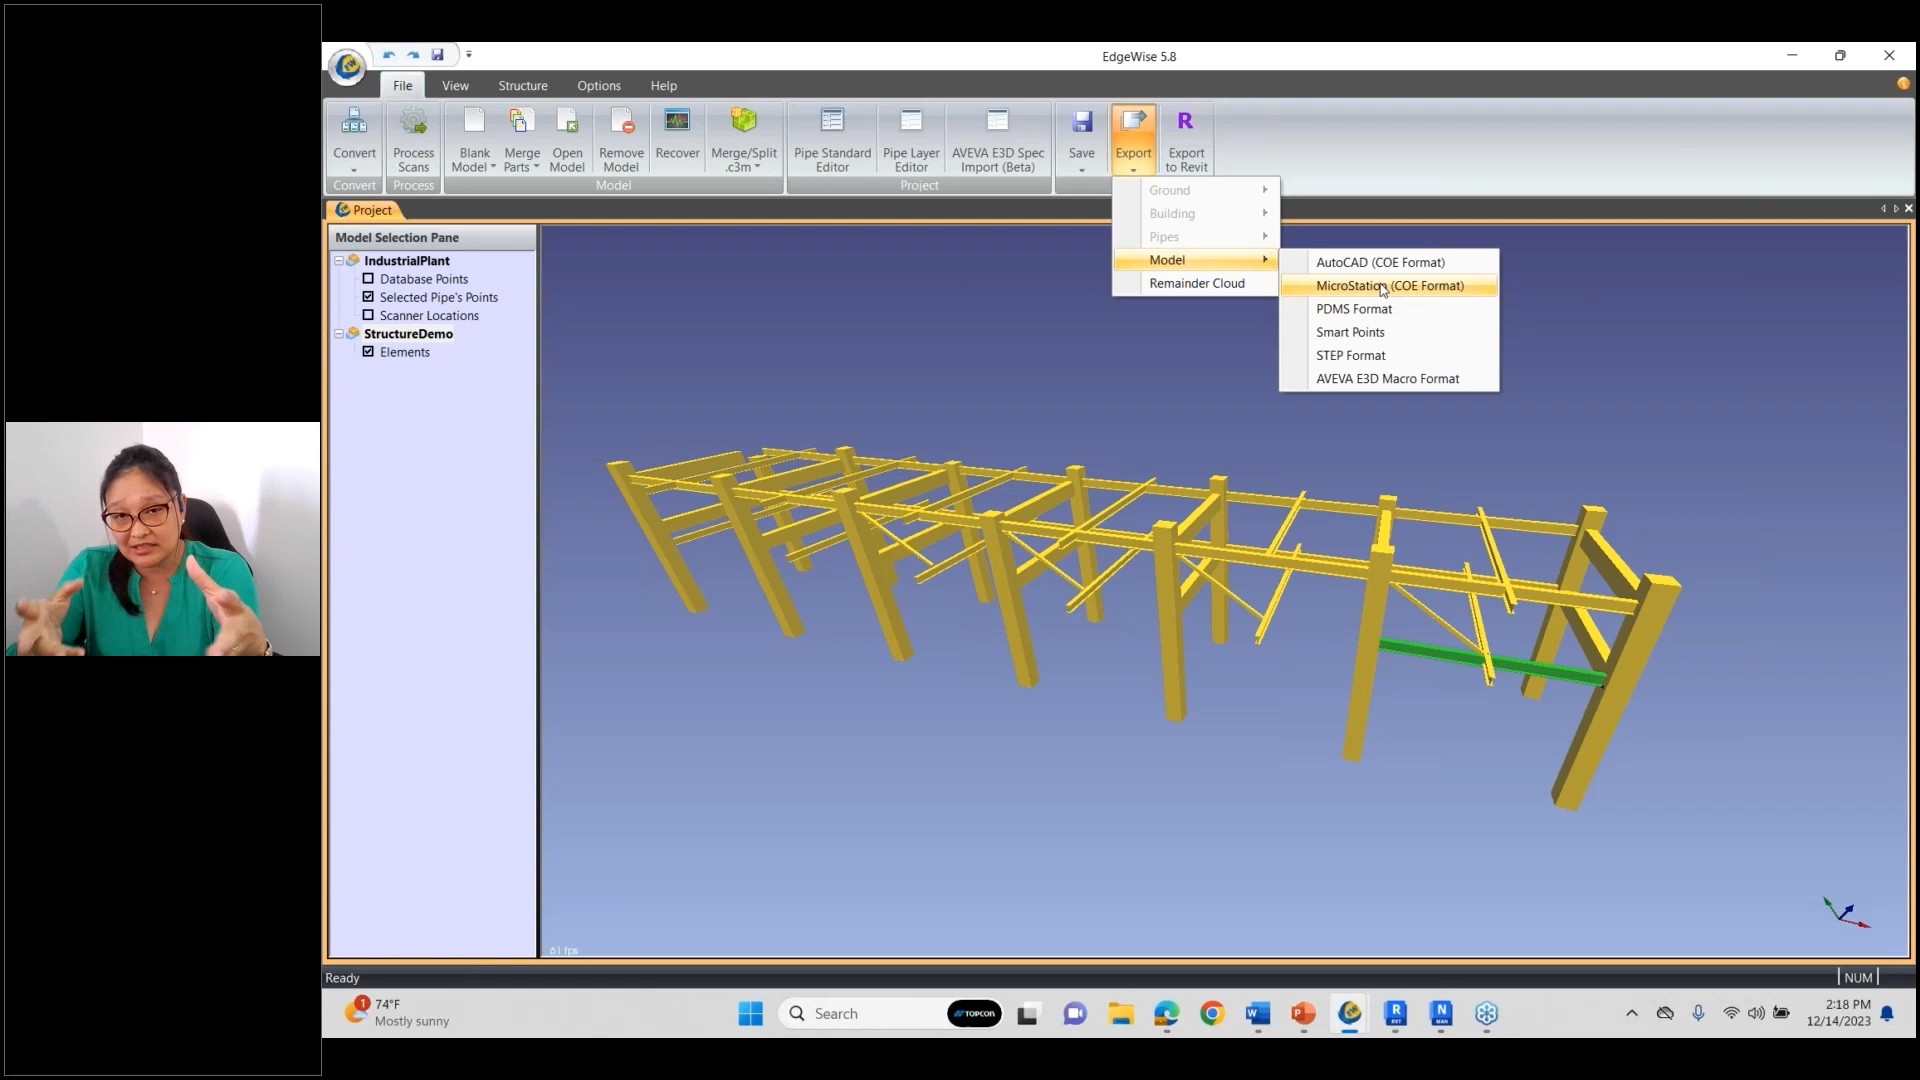 EdgeWise 5.8
File View Structure Options Help
Convert
Process Scans
Blank Model
Merge Parts
Open Model
Remove Model
Recover
Merge/Split .c3m
Pipe Standard Editor
Pipe Layer Editor
AVEVA E3D Spec Import (Beta)
Save
Export
R
Export to Revit
Convert Process Model Project
Project
Model Selection Pane
IndustrialPlant
Database Points
Selected Pipe's Points
Scanner Locations
StructureDemo
Elements
Ground
Building
Pipes
Model
Remainder Cloud
AutoCAD (COE Format)
MicroStation (COE Format)
PDMS Format
Smart Points
STEP Format
AVEVA E3D Macro Format
61 fps
Ready
NUM
1
74°F
Mostly sunny
Search
TOPCON
2:18 PM
12/14/2023